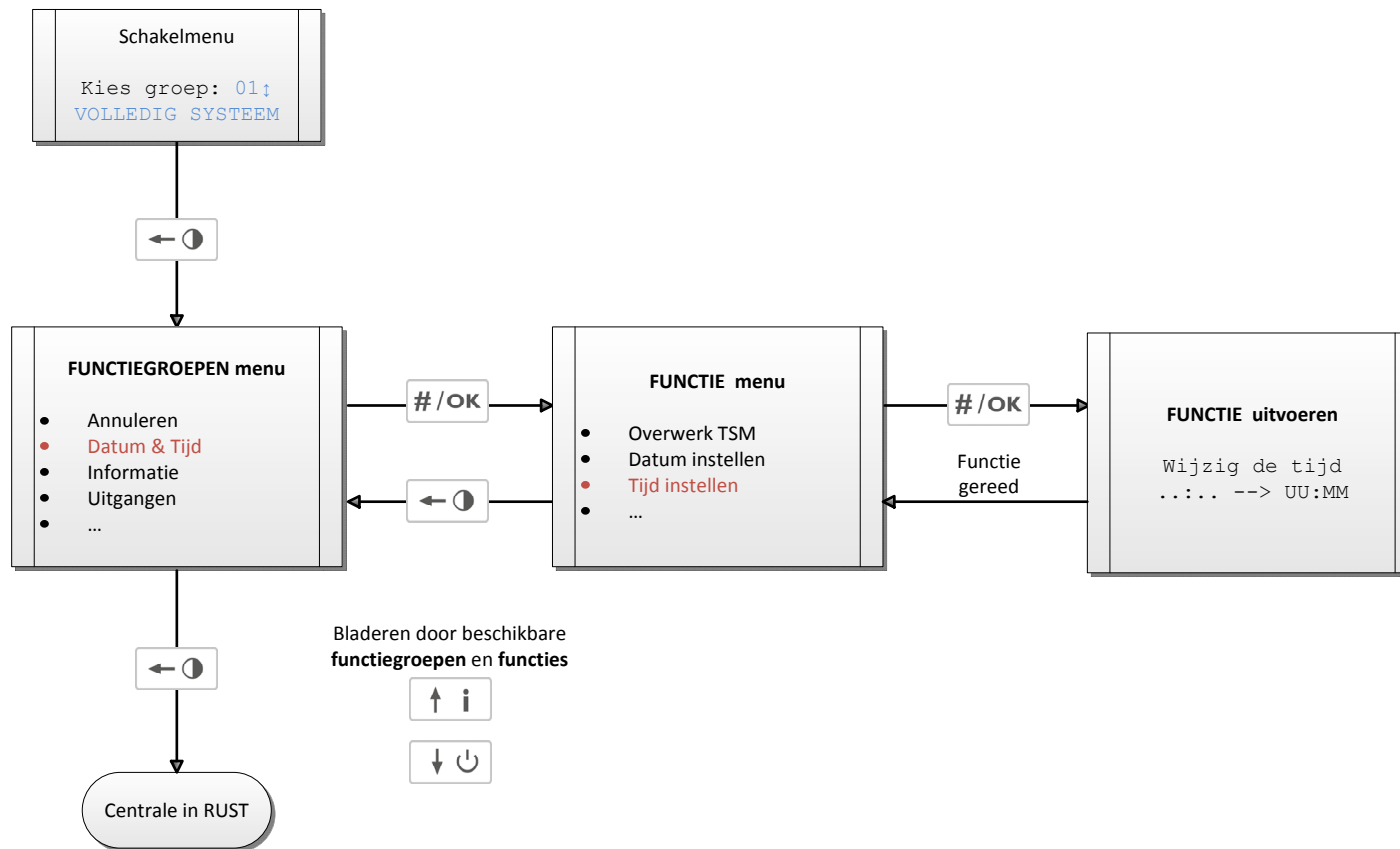 Schakelmenu
Kies groep: 01↕
VOLLEDIG SYSTEEM
FUNCTIEGROEPEN menu
• Annuleren
• Datum & Tijd
• Informatie
• Uitgangen
• …
#/OK
FUNCTIE menu
• Overwerk TSM
• Datum instellen
• Tijd instellen
• …
#/OK
Functie
gereed
FUNCTIE uitvoeren
Wijzig de tijd
..:.. --> UU:MM
Bladeren door beschikbare
functiegroepen en functies
i
Centrale in RUST